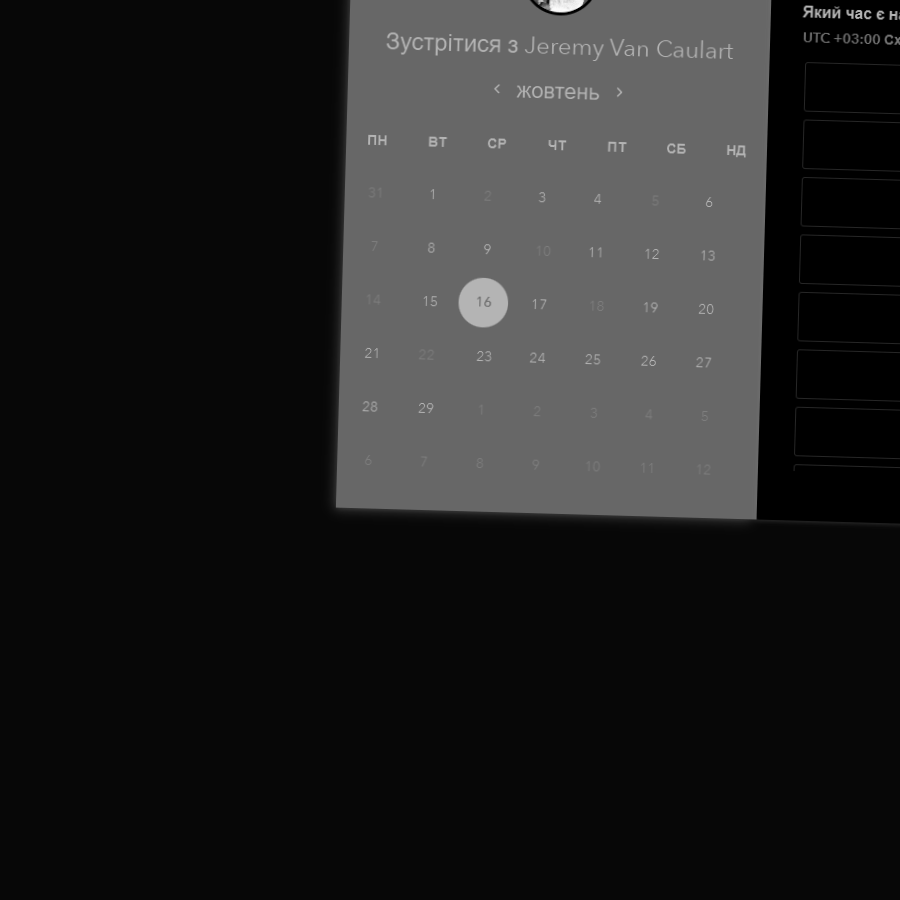 Зустрітися з Jeremy Van Caulart
‹ жовтень ›
ПН ВТ СР ЧТ ПТ СБ НД
31 1 2 3 4 5 6
7 8 9 10 11 12 13
14 15 16 17 18 19 20
21 22 23 24 25 26 27
28 29 1 2 3 4 5
6 7 8 9 10 11 12
Який час є на
UTC +03:00 Сх